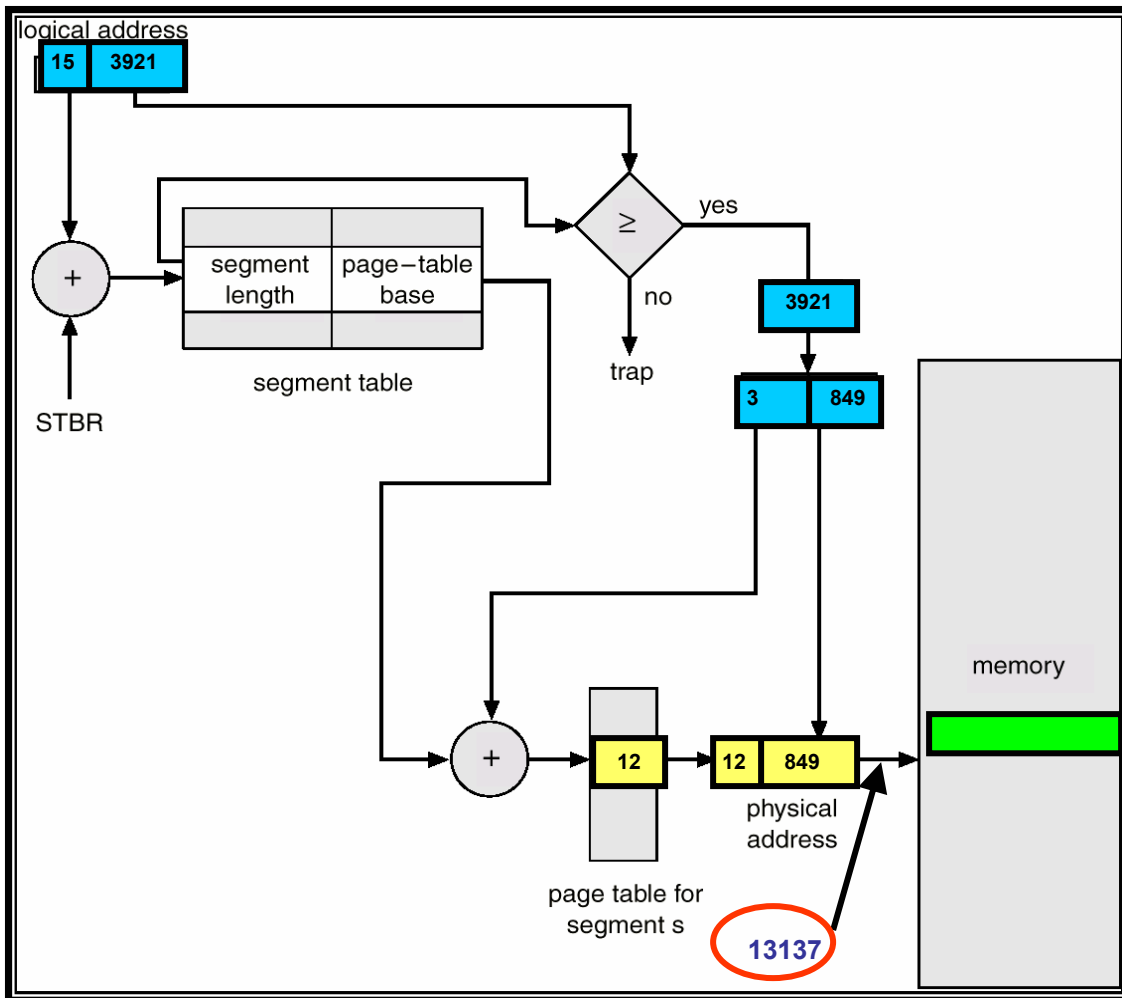 logical address
15 3921
≥
yes
segment length
page–table base
+
3921
no
trap
segment table
3 849
STBR
memory
+
12
12 849
physical address
page table for segment s
13137